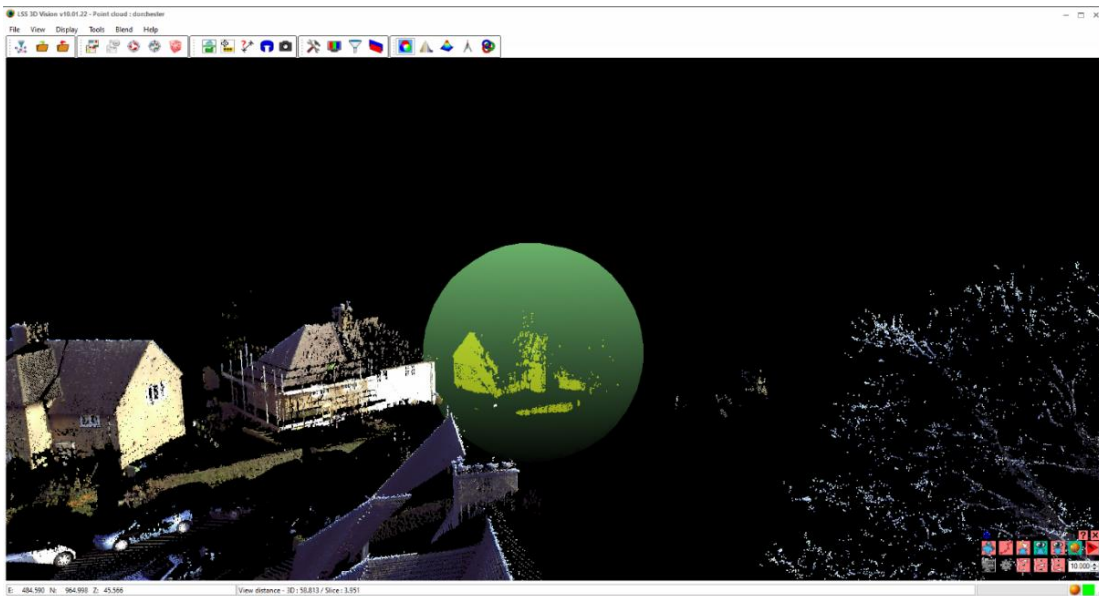 LSS 3D Vision v10.01.22 - Point cloud : dorchester
File View Display Tools Blend Help
10.000
E: 484.590 N: 964.998 Z: 45.566 View distance - 3D : 58.813 / Slice : 3.951